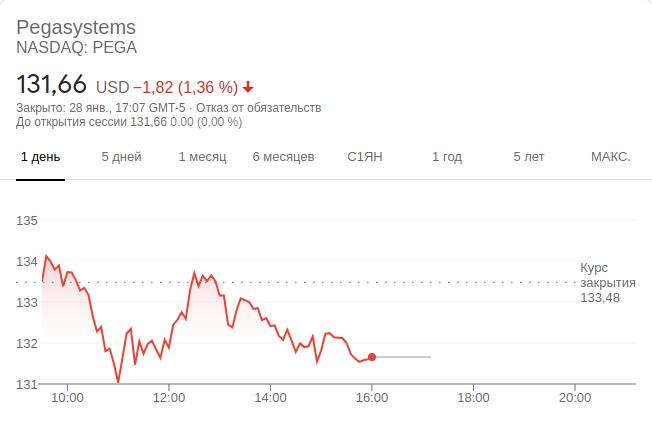 Pegasystems
NASDAQ: PEGA
131,66 USD −1,82 (1,36 %)
Закрыто: 28 янв., 17:07 GMT-5 · Отказ от обязательств
До открытия сессии 131,66 0,00 (0,00 %)
1 день 5 дней 1 месяц 6 месяцев С1ЯН 1 год 5 лет МАКС.
135
134
Курс
закрытия
133,48
133
132
131
10:00 12:00 14:00 16:00 18:00 20:00